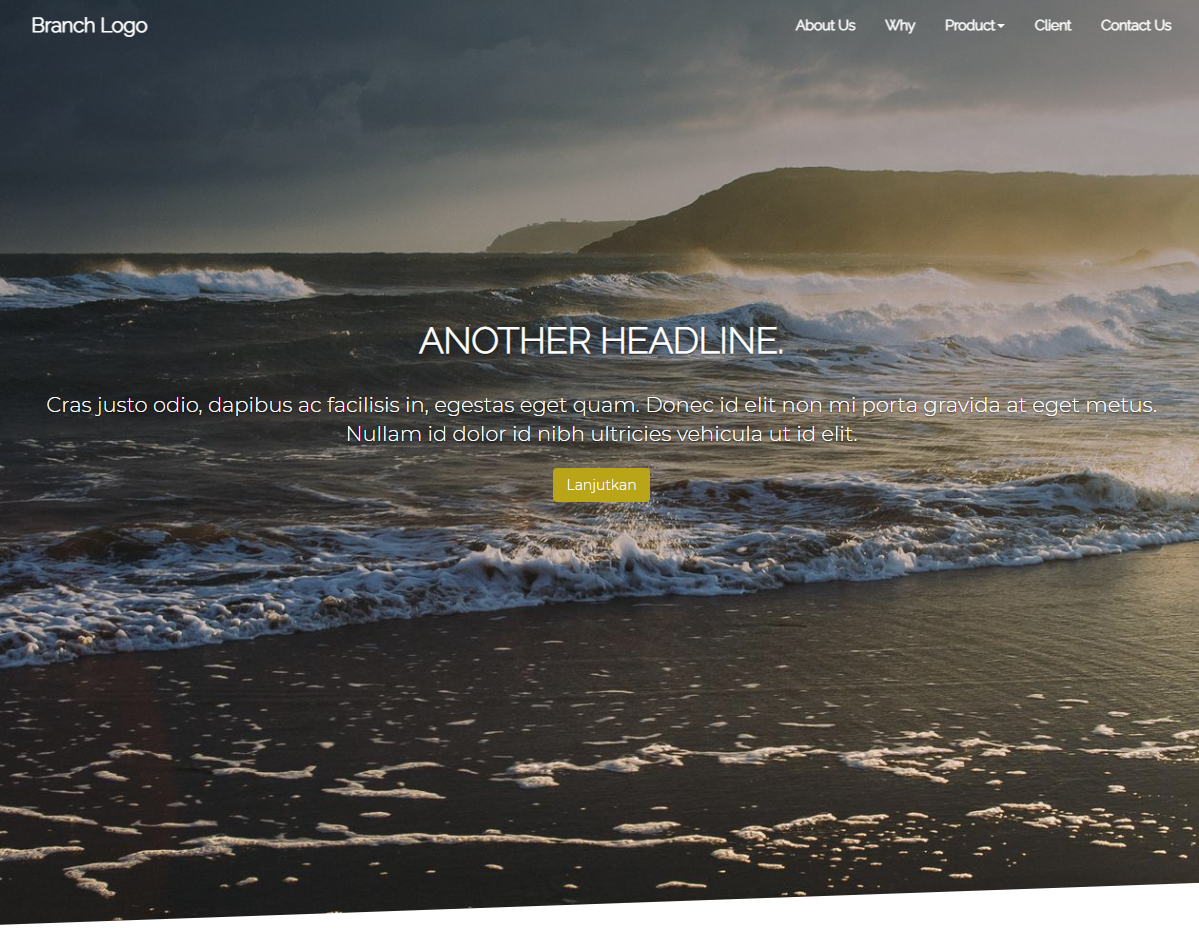 Branch Logo
About Us
Why
Product
Client
Contact Us
ANOTHER HEADLINE.
Cras justo odio, dapibus ac facilisis in, egestas eget quam. Donec id elit non mi porta gravida at eget metus.
Nullam id dolor id nibh ultricies vehicula ut id elit.
Lanjutkan